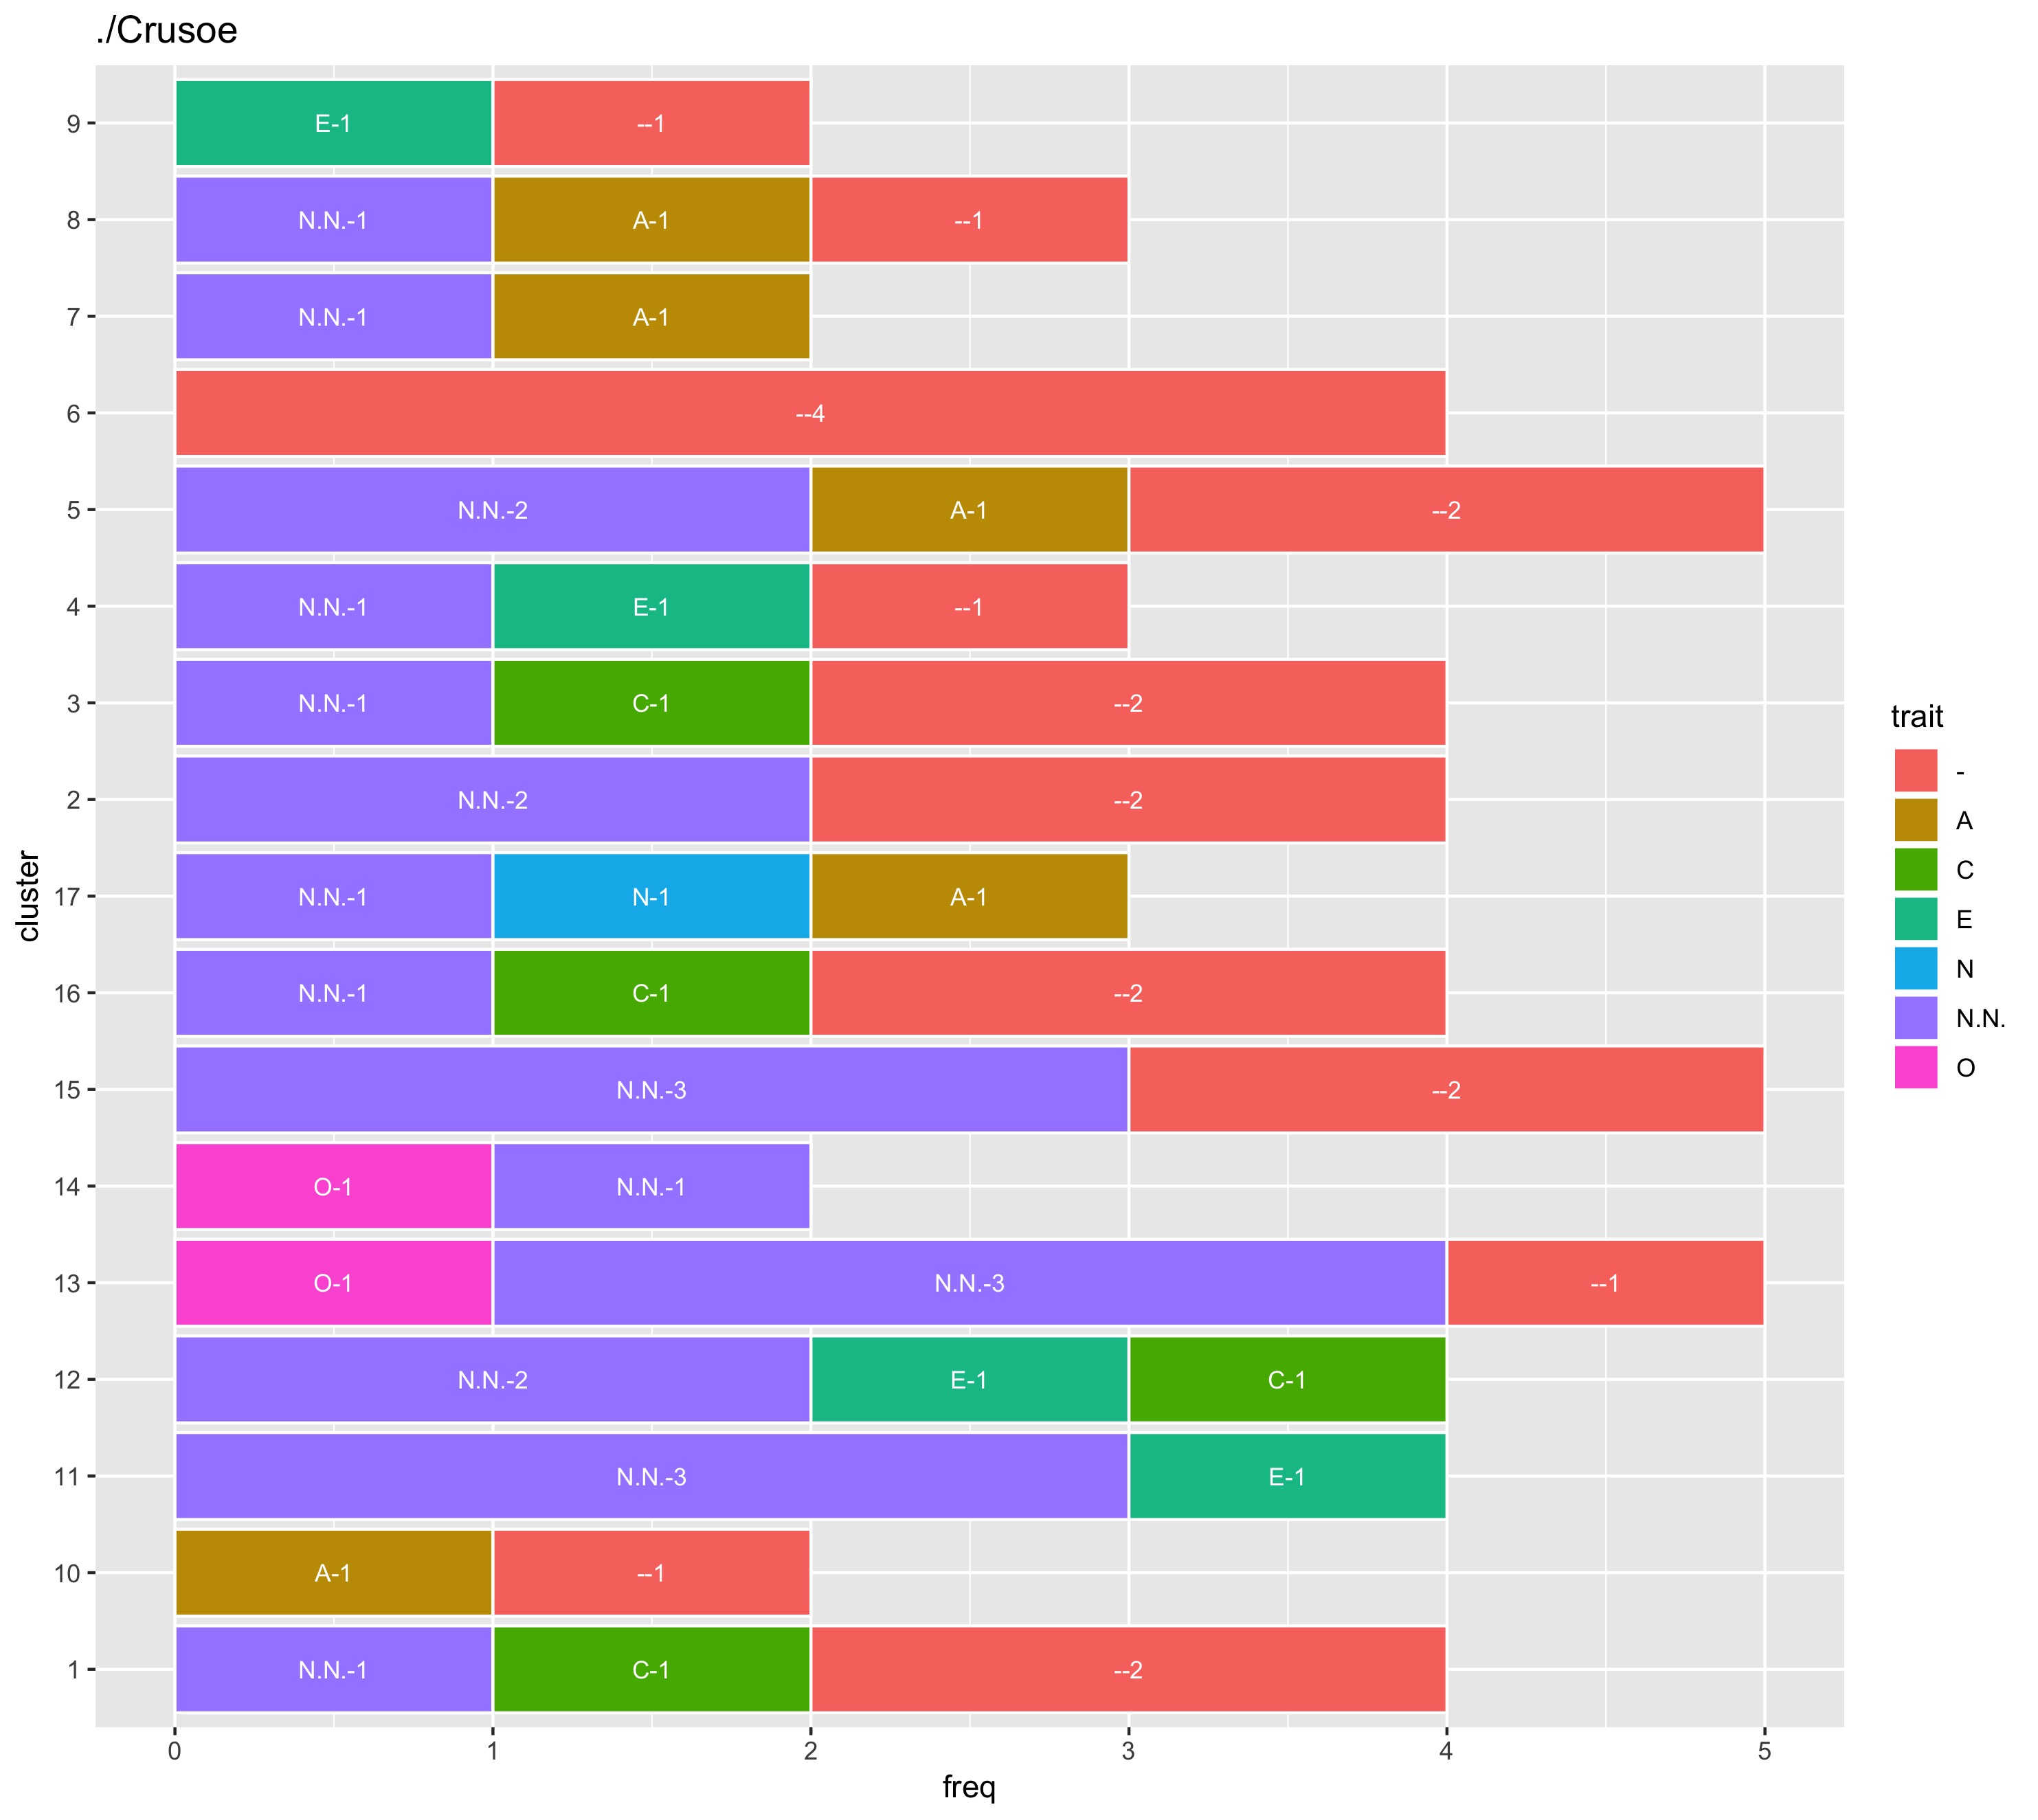 ./Crusoe
cluster
9 E-1 --1
8 N.N.-1 A-1 --1
7 N.N.-1 A-1
6 --4
5 N.N.-2 A-1 --2
4 N.N.-1 E-1 --1
3 N.N.-1 C-1 --2
2 N.N.-2 --2
17 N.N.-1 N-1 A-1
16 N.N.-1 C-1 --2
15 N.N.-3 --2
14 O-1 N.N.-1
13 O-1 N.N.-3 --1
12 N.N.-2 E-1 C-1
11 N.N.-3 E-1
10 A-1 --1
1 N.N.-1 C-1 --2
0 1 2 3 4 5
freq
trait
-
A
C
E
N
N.N.
O